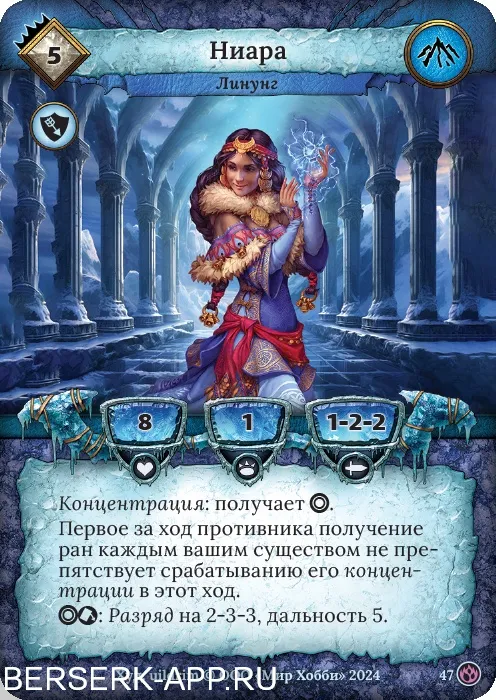 5
Ниара
Линунг
8
1
1-2-2
Концентрация: получает
Первое за ход противника получение
ран каждым вашим существом не пре-
пятствует срабатыванию его концен-
трации в этот ход.
: Разряд на 2-3-3, дальность 5.
«Мир Хобби» 2024
47
BERSERK-APP.РУ